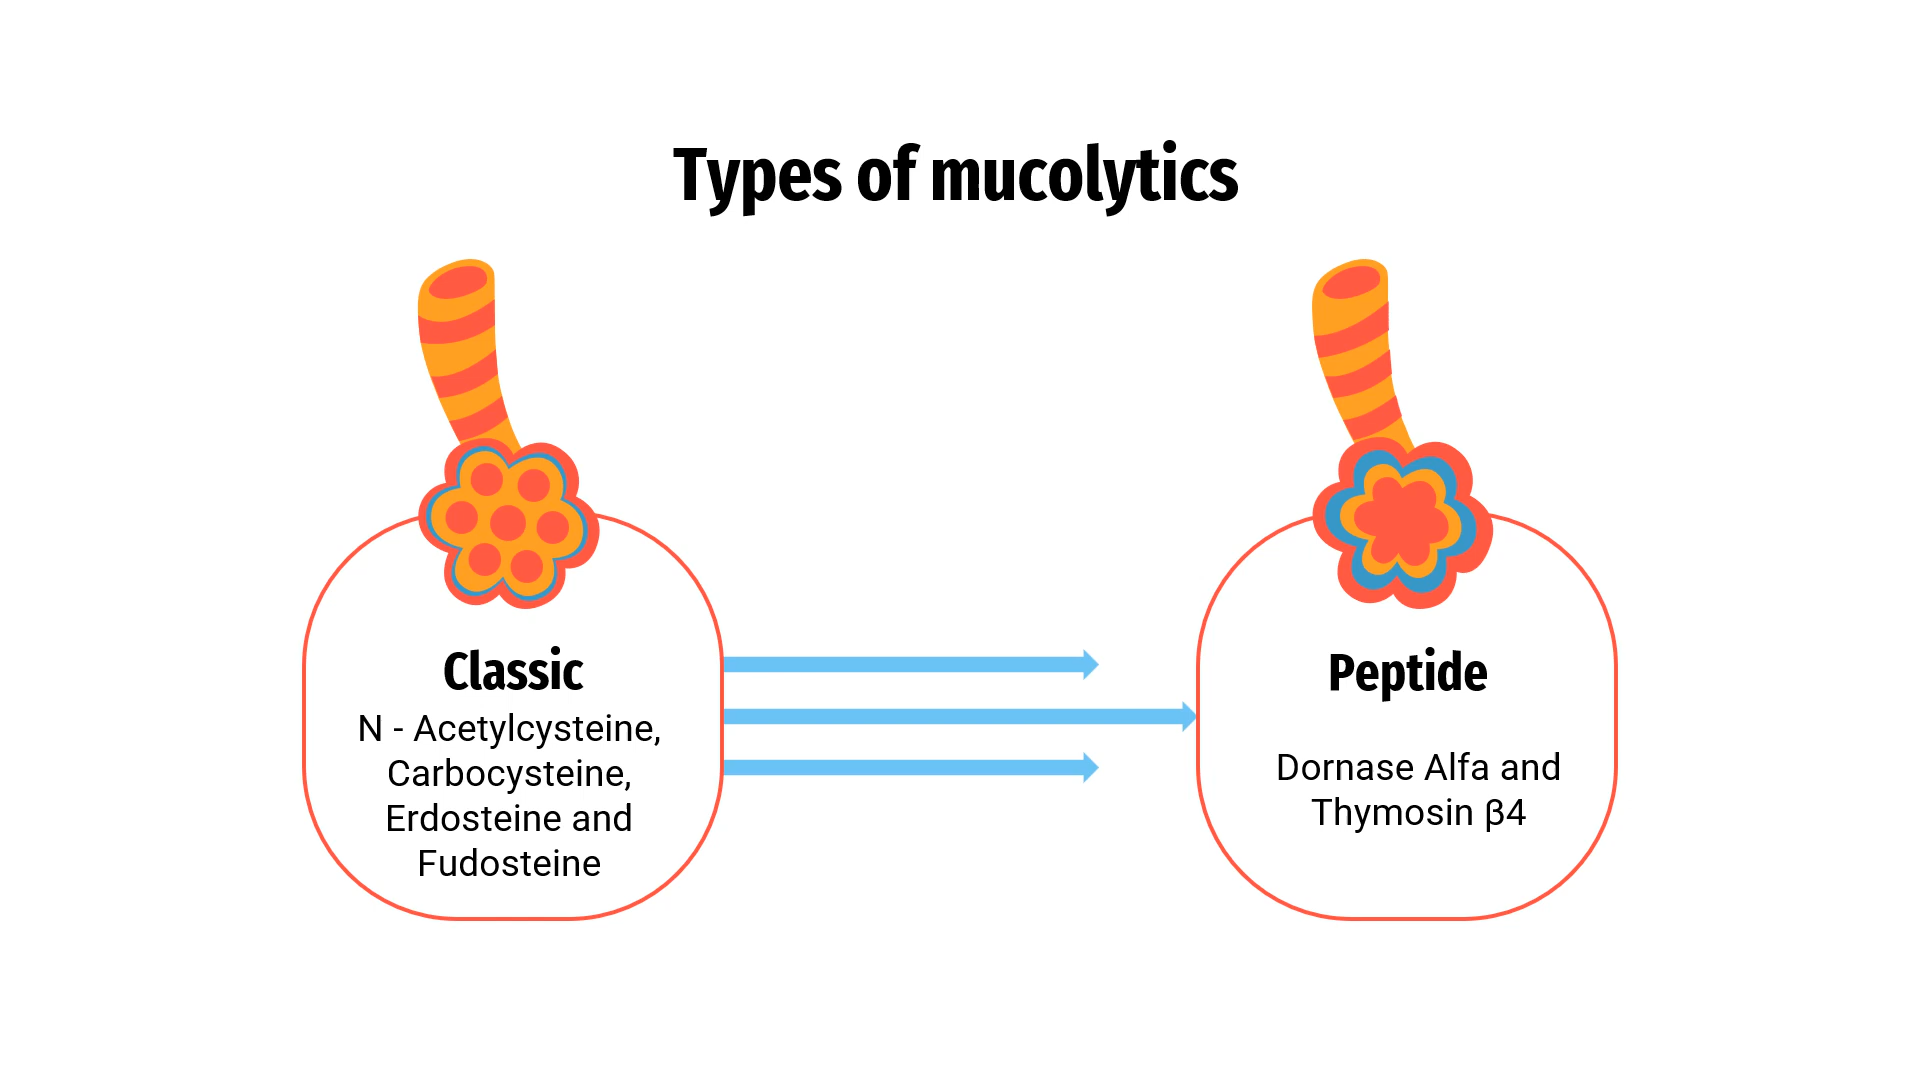 Types of mucolytics
Classic
N - Acetylcysteine,
Carbocysteine,
Erdosteine and
Fudosteine
Peptide
Dornase Alfa and
Thymosin β4